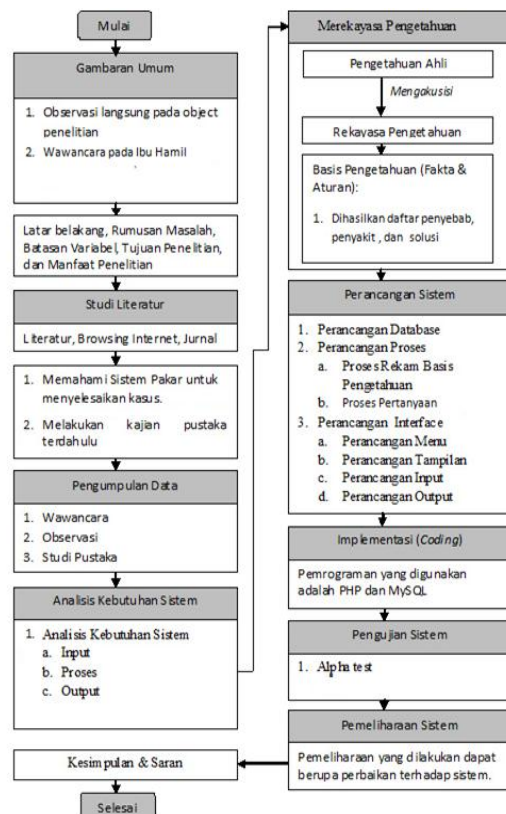 Mulai
Gambaran Umum
1. Observasi langsung pada object
penelitian
2. Wawancara pada Ibu Hamil
Latar belakang, Rumusan Masalah,
Batasan Variabel, Tujuan Penelitian,
dan Manfaat Penelitian
Studi Literatur
Literatur, Browsing Internet, Jurnal
1. Memahami Sistem Pakar untuk
menyelesaikan kasus.
2. Melakukan kajian pustaka
terdahulu
Pengumpulan Data
1. Wawancara
2. Observasi
3. Studi Pustaka
Analisis Kebutuhan Sistem
1. Analisis Kebutuhan Sistem
a. Input
b. Proses
c. Output
Merekayasa Pengetahuan
Pengetahuan Ahli
Mengakusisi
Rekayasa Pengetahuan
Basis Pengetahuan (Fakta &
Aturan):
1. Dihasilkan daftar penyebab,
penyakit , dan solusi
Perancangan Sistem
1. Perancangan Database
2. Perancangan Proses
a. Proses Rekam Basis
Pengetahuan
b. Proses Pertanyaan
3. Perancangan Interface
a. Perancangan Menu
b. Perancangan Tampilan
c. Perancangan Input
d. Perancangan Output
Implementasi (Coding)
Pemrograman yang digunakan
adalah PHP dan MySQL
Pengujian Sistem
1. Alpha test
Pemeliharaan Sistem
Pemeliharaan yang dilakukan dapat
berupa perbaikan terhadap sistem.
Kesimpulan & Saran
Selesai